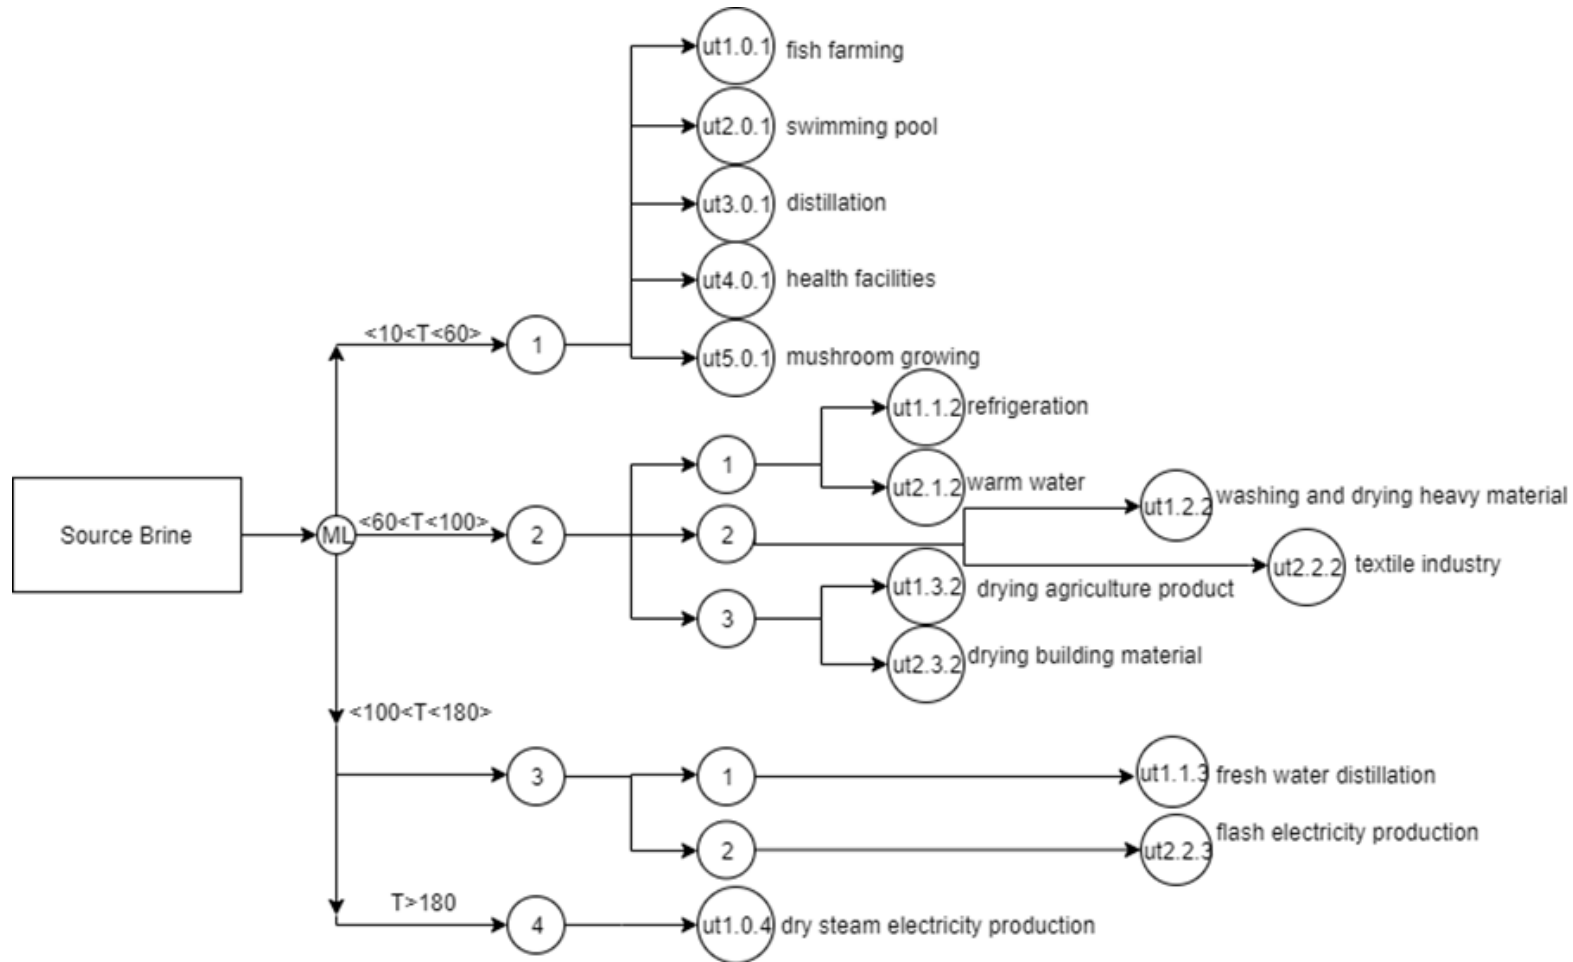 ut1.0.1 fish farming
ut2.0.1 swimming pool
ut3.0.1 distillation
ut4.0.1 health facilities
<10<T<60> 1
ut5.0.1 mushroom growing
ut1.1.2 refrigeration
1
ut2.1.2 warm water
ut1.2.2 washing and drying heavy material
Source Brine ML <60<T<100> 2 2
ut2.2.2 textile industry
ut1.3.2 drying agriculture product
3
ut2.3.2 drying building material
<100<T<180>
3 1 ut1.1.3 fresh water distillation
2 ut2.2.3 flash electricity production
T>180 4 ut1.0.4 dry steam electricity production